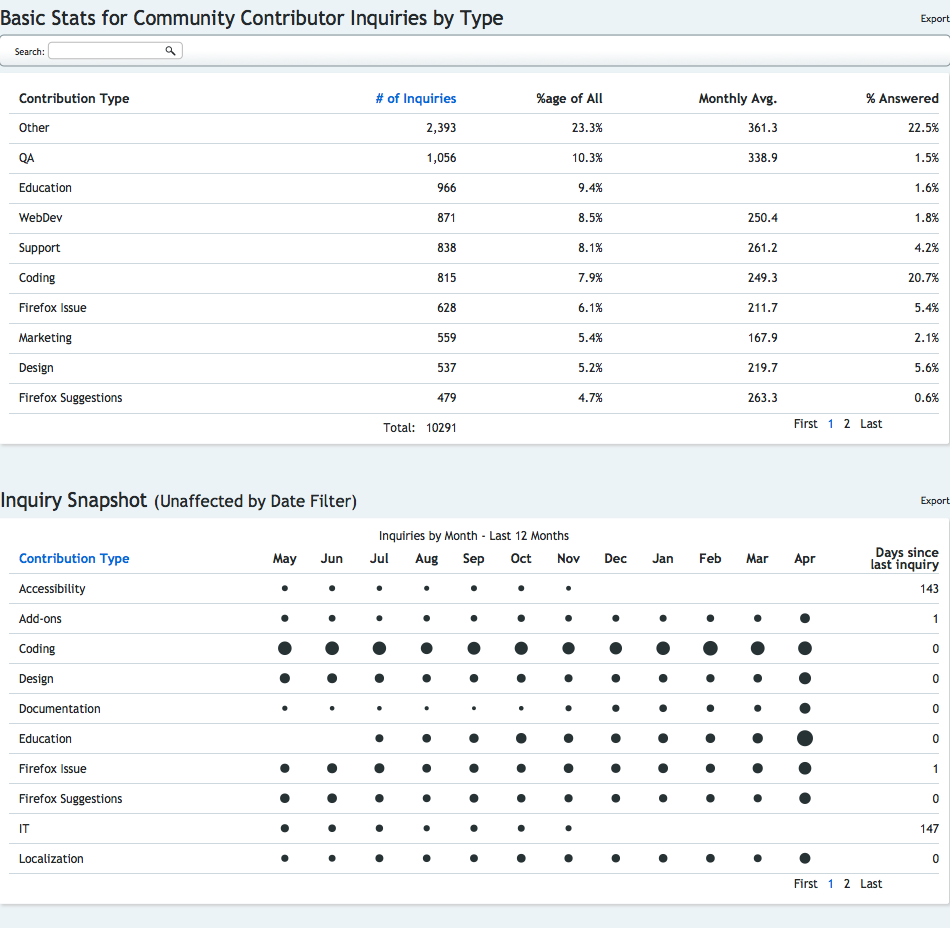 Basic Stats for Community Contributor Inquiries by Type
Export
Search:
Contribution Type # of Inquiries %age of All Monthly Avg. % Answered
Other 2,393 23.3% 361.3 22.5%
QA 1,056 10.3% 338.9 1.5%
Education 966 9.4% 1.6%
WebDev 871 8.5% 250.4 1.8%
Support 838 8.1% 261.2 4.2%
Coding 815 7.9% 249.3 20.7%
Firefox Issue 628 6.1% 211.7 5.4%
Marketing 559 5.4% 167.9 2.1%
Design 537 5.2% 219.7 5.6%
Firefox Suggestions 479 4.7% 263.3 0.6%
Total: 10291
First 1 2 Last
Inquiry Snapshot (Unaffected by Date Filter)
Export
Inquiries by Month - Last 12 Months
Contribution Type May Jun Jul Aug Sep Oct Nov Dec Jan Feb Mar Apr Days since
last inquiry
Accessibility 143
Add-ons 1
Coding 0
Design 0
Documentation 0
Education 0
Firefox Issue 1
Firefox Suggestions 0
IT 147
Localization 0
First 1 2 Last